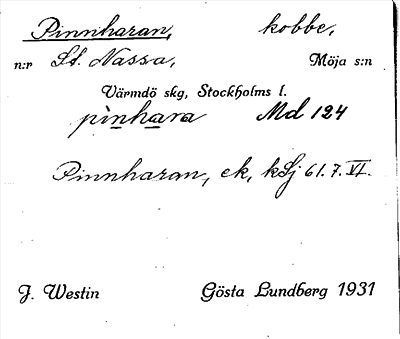 Pinnharan, kobbe,
n:r St. Nassa, Möja s:n
Värmdö skg, Stockholms l.
pinhara Md 124
Pinnharan, ek, kSj 61.7.VI.
J. Westin Gösta Lundberg 1931